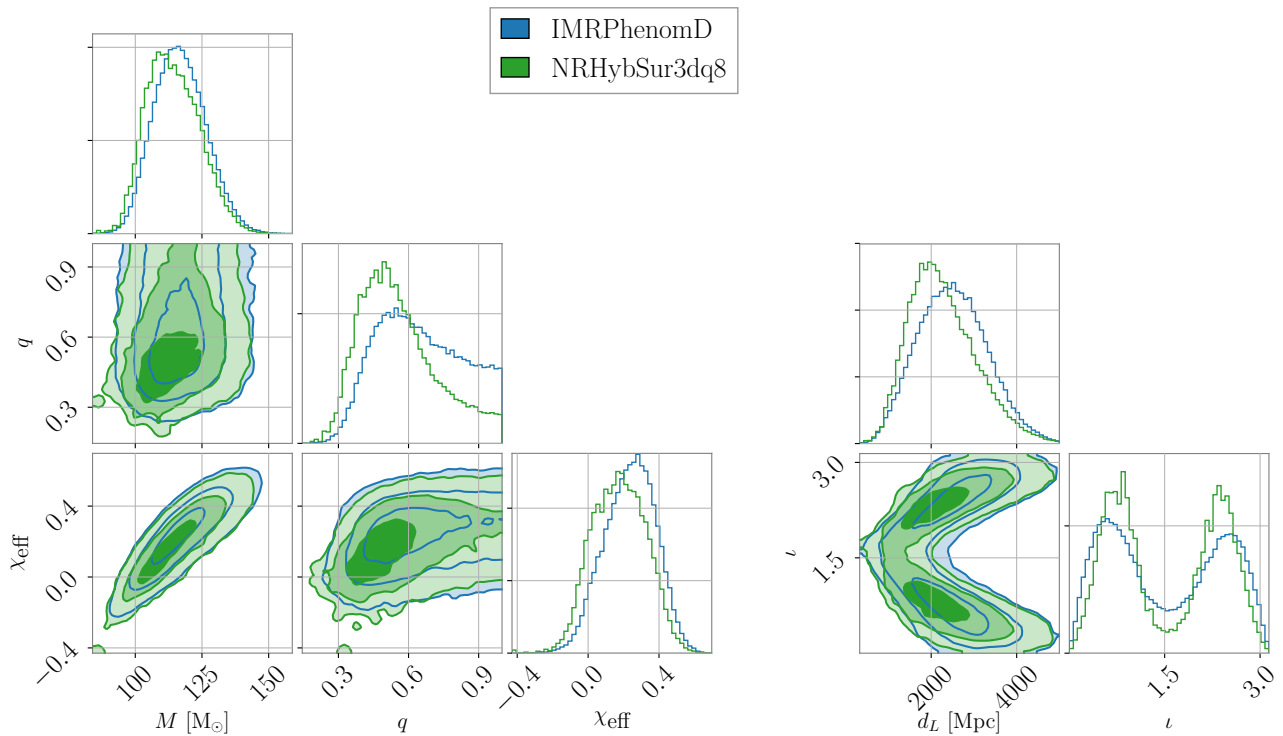 IMRPhenomD
NRHybSur3dq8
0.9
0.6
0.3
q
0.4
0.0
−0.4
χeff
100
125
150
M [M⊙]
0.3
0.6
0.9
q
−0.4
0.0
0.4
χeff
3.0
1.5
ι
2000
4000
dL [Mpc]
1.5
3.0
ι